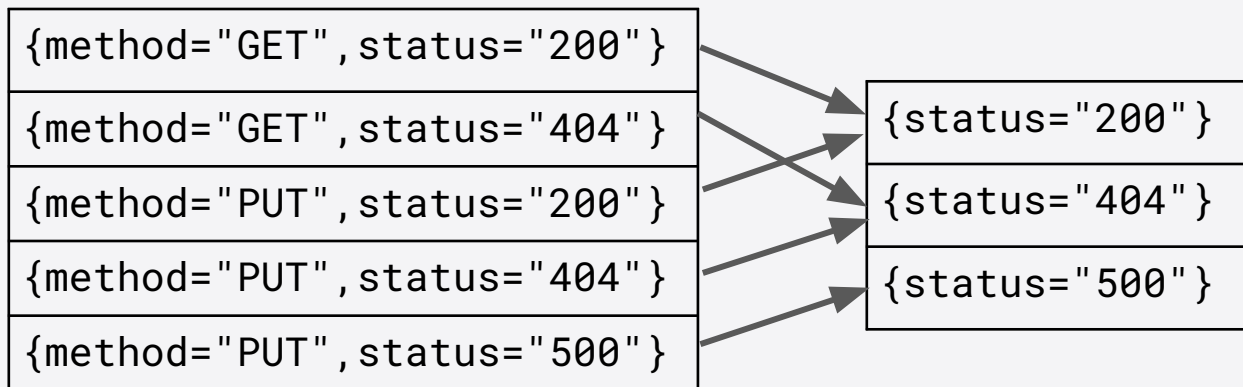 {method="GET",status="200"}
{method="GET",status="404"}
{method="PUT",status="200"}
{method="PUT",status="404"}
{method="PUT",status="500"}
{status="200"}
{status="404"}
{status="500"}